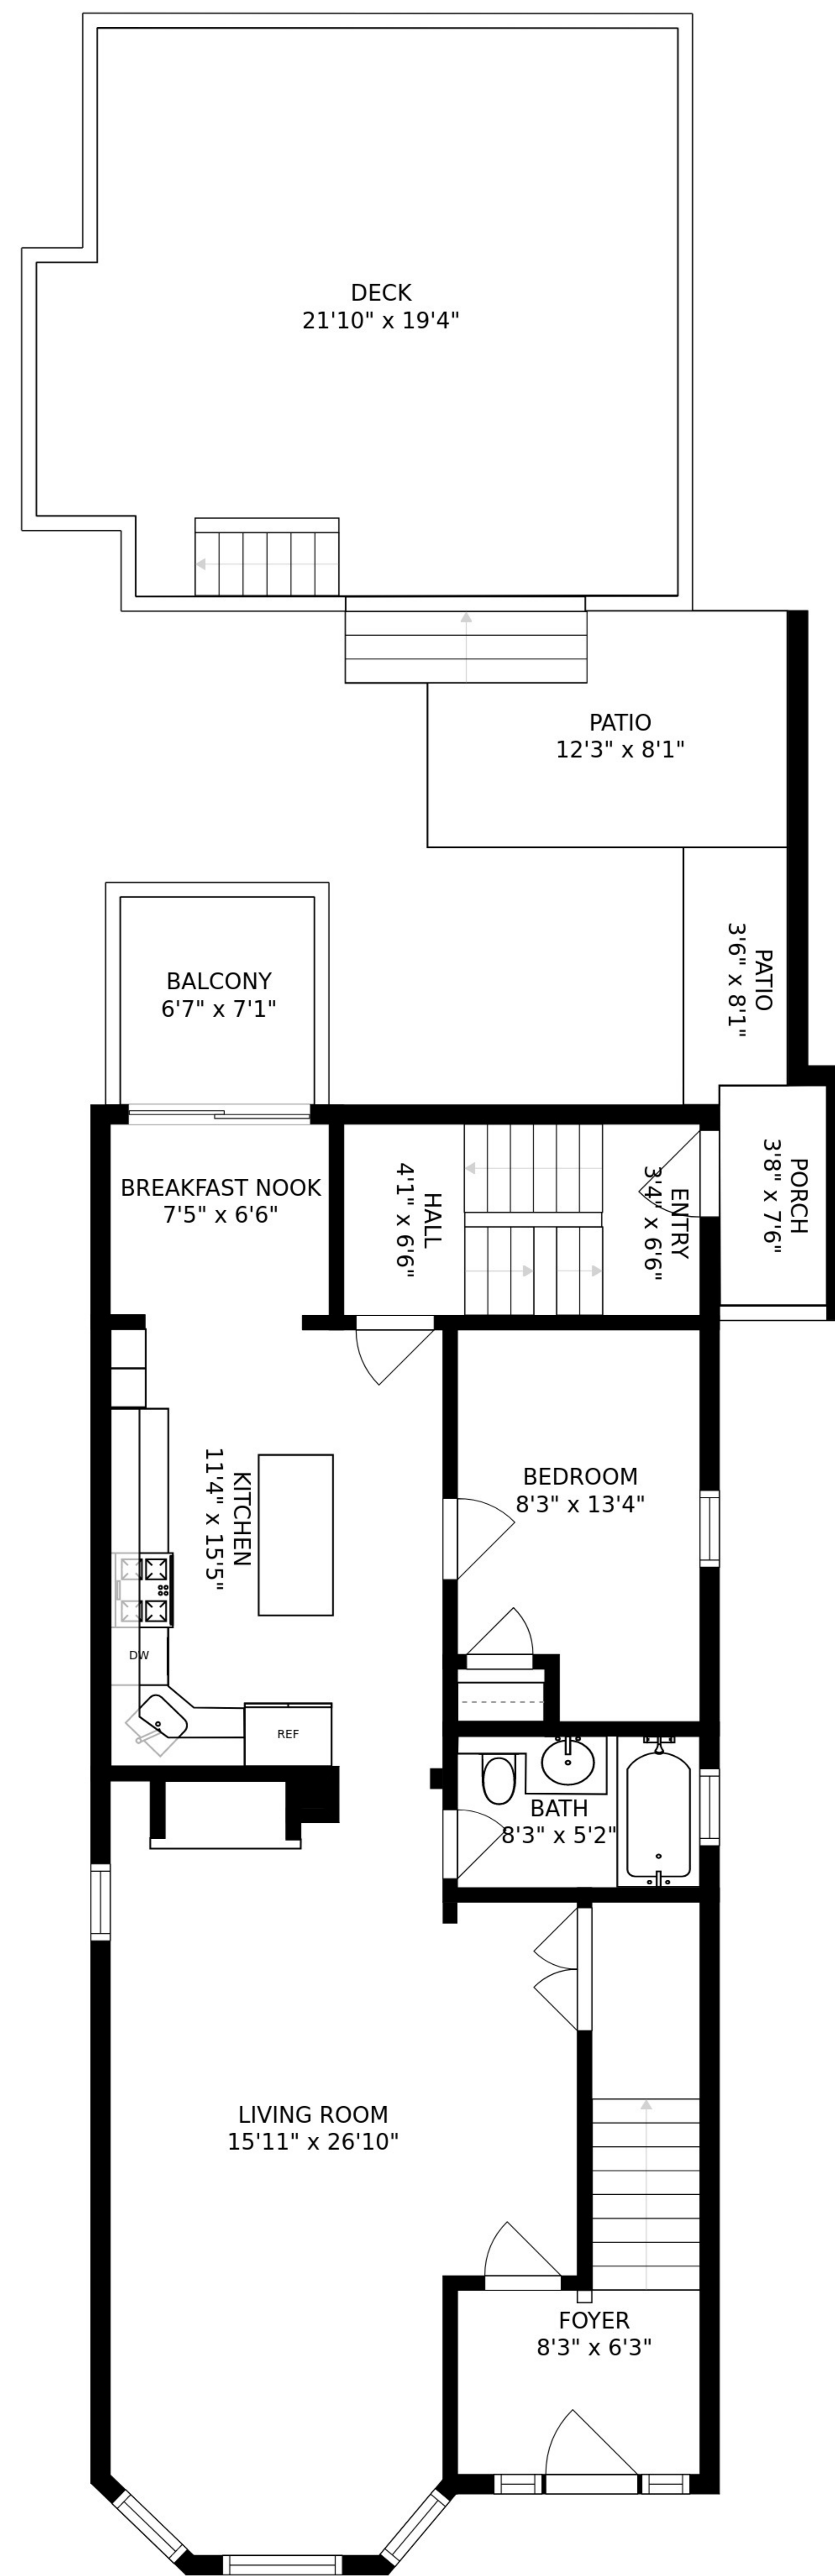 DECK
21'10" x 19'4"
PATIO
12'3" x 8'1"
PATIO
3'6" x 8'1"
BALCONY
6'7" x 7'1"
BREAKFAST NOOK
7'5" x 6'6"
HALL
4'1" x 6'6"
ENTRY
3'4" x 6'6"
PORCH
3'8" x 7'6"
KITCHEN
11'4" x 15'5"
BEDROOM
8'3" x 13'4"
DW
REF
BATH
8'3" x 5'2"
LIVING ROOM
15'11" x 26'10"
FOYER
8'3" x 6'3"